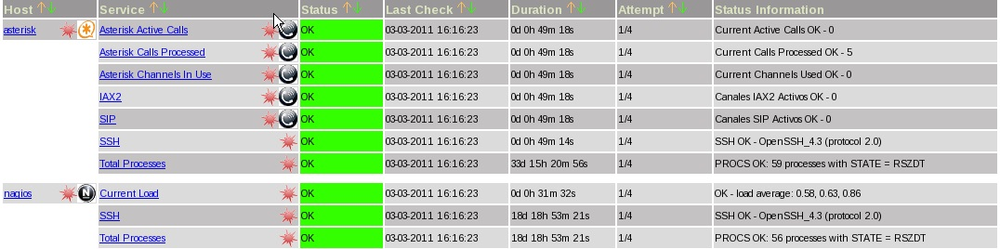 Host Service Status Last Check Duration Attempt Status Information
asterisk Asterisk Active Calls OK 03-03-2011 16:16:23 0d 0h 49m 18s 1/4 Current Active Calls OK - 0
Asterisk Calls Processed OK 03-03-2011 16:16:23 0d 0h 49m 18s 1/4 Current Calls Processed OK - 5
Asterisk Channels In Use OK 03-03-2011 16:16:23 0d 0h 49m 18s 1/4 Current Channels Used OK - 0
IAX2 OK 03-03-2011 16:16:23 0d 0h 49m 18s 1/4 Canales IAX2 Activos OK - 0
SIP OK 03-03-2011 16:16:23 0d 0h 49m 18s 1/4 Canales SIP Activos OK - 0
SSH OK 03-03-2011 16:16:23 0d 0h 49m 14s 1/4 SSH OK - OpenSSH_4.3 (protocol 2.0)
Total Processes OK 03-03-2011 16:16:23 33d 15h 20m 56s 1/4 PROCS OK: 59 processes with STATE = RSZDT
nagios N Current Load OK 03-03-2011 16:16:23 0d 0h 31m 32s 1/4 OK - load average: 0.58, 0.63, 0.86
SSH OK 03-03-2011 16:16:23 18d 18h 53m 21s 1/4 SSH OK - OpenSSH_4.3 (protocol 2.0)
Total Processes OK 03-03-2011 16:16:23 18d 18h 53m 21s 1/4 PROCS OK: 56 processes with STATE = RSZDT